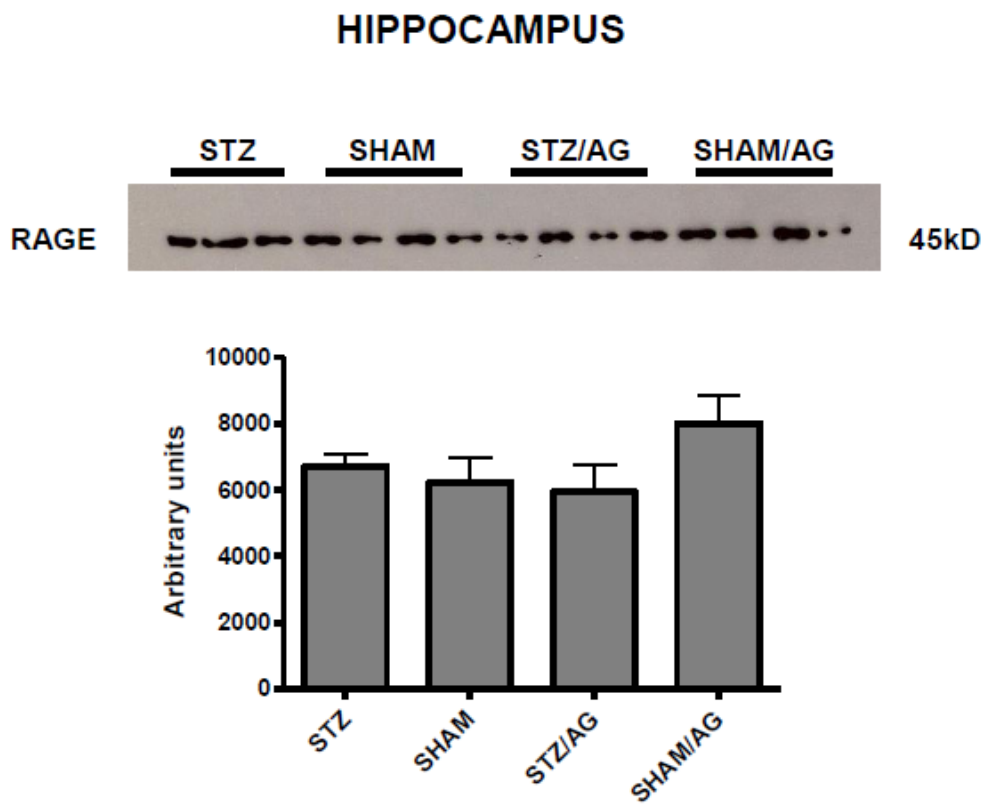 HIPPOCAMPUS
STZ SHAM STZ/AG SHAM/AG
RAGE 45kD
10000
8000
6000
4000
2000
0
Arbitrary units
STZ SHAM STZ/AG SHAM/AG